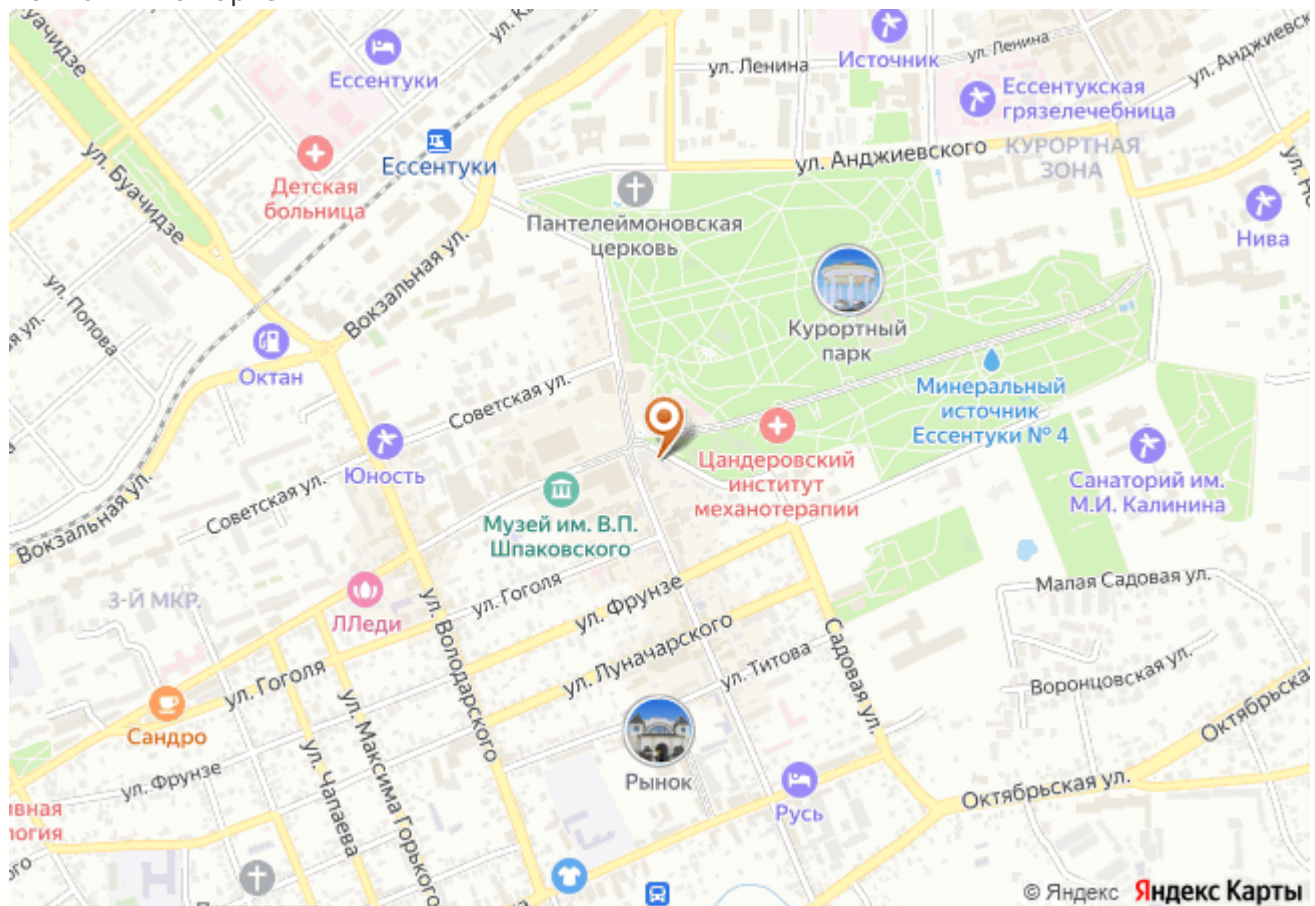 Буачидзе
ул. Ленина
Источник
ул. Ленина
ул. Анджиевск
Ессентуки
Ессентукская
грязелечебница
Ессентуки
ул. Анджиевского
КУРОРТНАЯ
ЗОНА
ул. Буачидзе
Детская
больница
Пантелеймоновская
церковь
Нива
Вокзальная ул.
ул. Попова
Курортный
парк
Октан
Советская ул.
Минеральный
источник
Ессентуки № 4
Юность
Цандеровский
институт
механотерапии
Санаторий им.
М.И. Калинина
Советская ул.
Вокзальная ул.
Музей им. В.П.
Шпаковского
Малая Садовая ул.
3-Й МКР.
ЛЛеди
ул. Гоголя
ул. Фрунзе
ул. Володарского
ул. Луначарского
ул. Титова
Садовая ул.
Воронцовская ул.
ул. Гоголя
Октябрьская
Сандро
ул. Максима Горького
ул. Чапаева
Рынок
ул. Фрунзе
Русь
Октябрьская ул.
вная
логия
© Яндекс Яндекс Карты